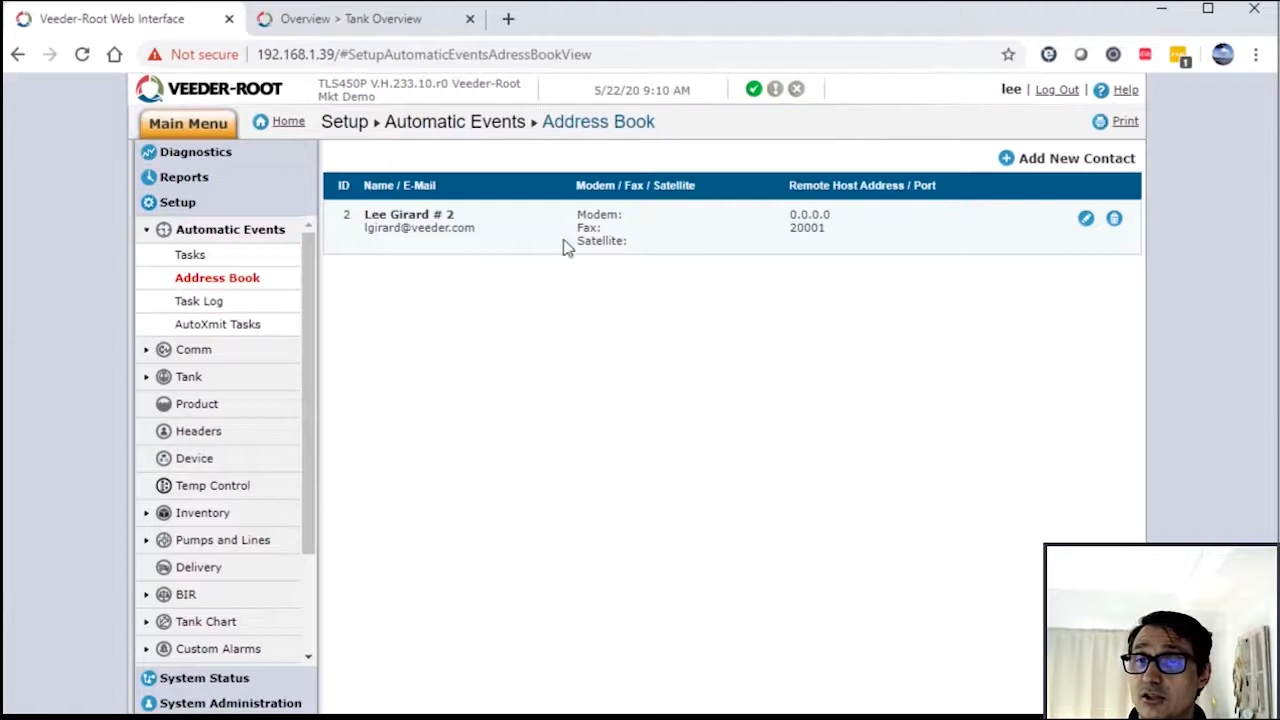 Veeder-Root Web Interface
Overview > Tank Overview
Not secure
192.168.1.39/#SetupAutomaticEventsAdressBookView
1
VEEDER-ROOT
TLS450P V.H.233.10.r0 Veeder-Root
Mkt Demo
5/22/20 9:10 AM
lee | Log Out | Help
Main Menu
Home
Setup ▸ Automatic Events ▸ Address Book
Print
Diagnostics
Reports
Setup
Automatic Events
Tasks
Address Book
Task Log
AutoXmit Tasks
Comm
Tank
Product
Headers
Device
Temp Control
Inventory
Pumps and Lines
Delivery
BIR
Tank Chart
Custom Alarms
System Status
System Administration
Add New Contact
ID Name / E-Mail Modem / Fax / Satellite Remote Host Address / Port
2 Lee Girard # 2 Modem: 0.0.0.0
lgirard@veeder.com Fax: 20001
Satellite: